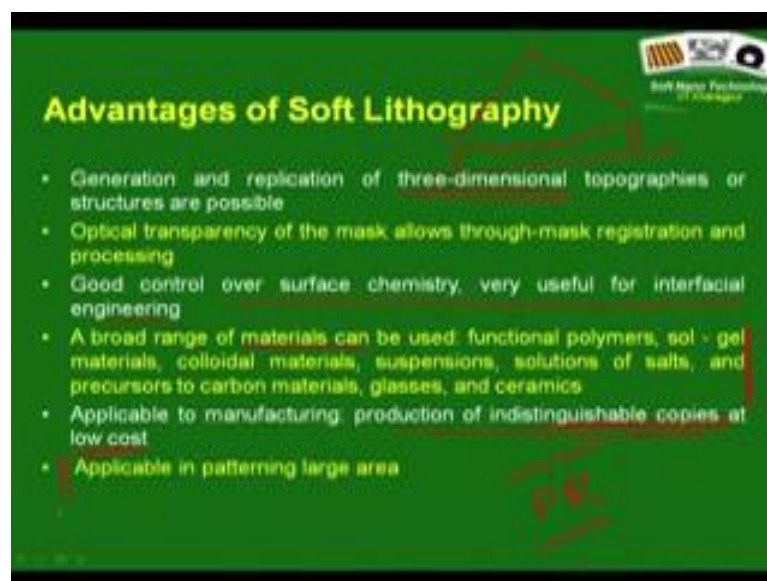 Soft Nano Technology
Advantages of Soft Lithography
• Generation and replication of three-dimensional topographies or
structures are possible
• Optical transparency of the mask allows through-mask registration and
processing
• Good control over surface chemistry, very useful for interfacial
engineering
• A broad range of materials can be used: functional polymers, sol - gel
materials, colloidal materials, suspensions, solutions of salts, and
precursors to carbon materials, glasses, and ceramics
• Applicable to manufacturing: production of indistinguishable copies at
low cost
• Applicable in patterning large area